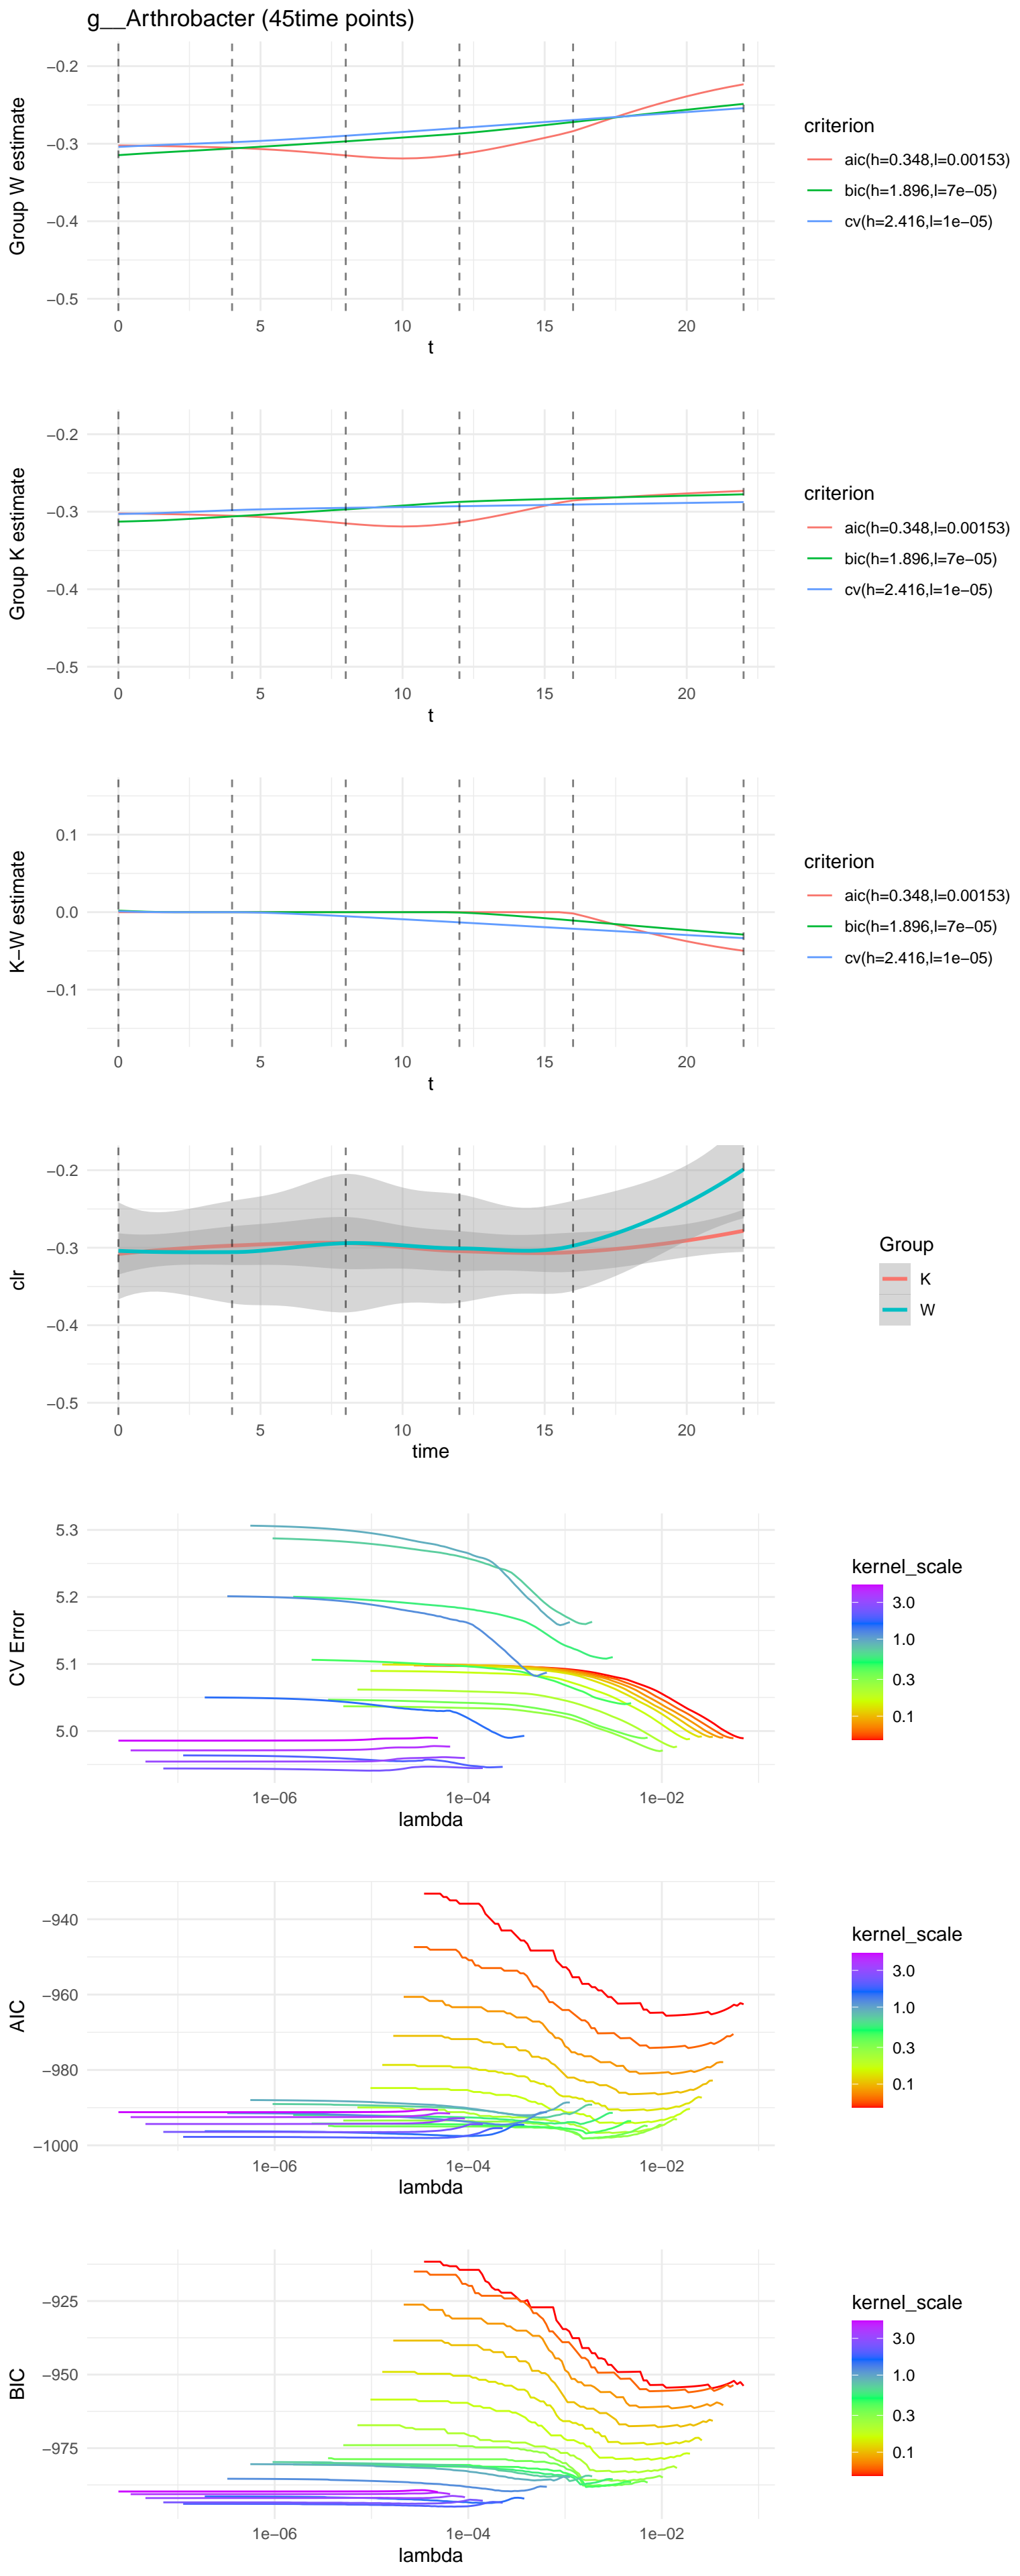 g__Arthrobacter (45time points)
Group W estimate
−0.2
−0.3
−0.4
−0.5
0 5 10 15 20
t
criterion
aic(h=0.348,l=0.00153)
bic(h=1.896,l=7e−05)
cv(h=2.416,l=1e−05)
Group K estimate
−0.2
−0.3
−0.4
−0.5
0 5 10 15 20
t
criterion
aic(h=0.348,l=0.00153)
bic(h=1.896,l=7e−05)
cv(h=2.416,l=1e−05)
K−W estimate
0.1
0.0
−0.1
0 5 10 15 20
t
criterion
aic(h=0.348,l=0.00153)
bic(h=1.896,l=7e−05)
cv(h=2.416,l=1e−05)
clr
−0.2
−0.3
−0.4
−0.5
0 5 10 15 20
time
Group
K
W
CV Error
5.3
5.2
5.1
5.0
1e−06 1e−04 1e−02
lambda
kernel_scale
3.0
1.0
0.3
0.1
AIC
−940
−960
−980
−1000
1e−06 1e−04 1e−02
lambda
kernel_scale
3.0
1.0
0.3
0.1
BIC
−925
−950
−975
1e−06 1e−04 1e−02
lambda
kernel_scale
3.0
1.0
0.3
0.1